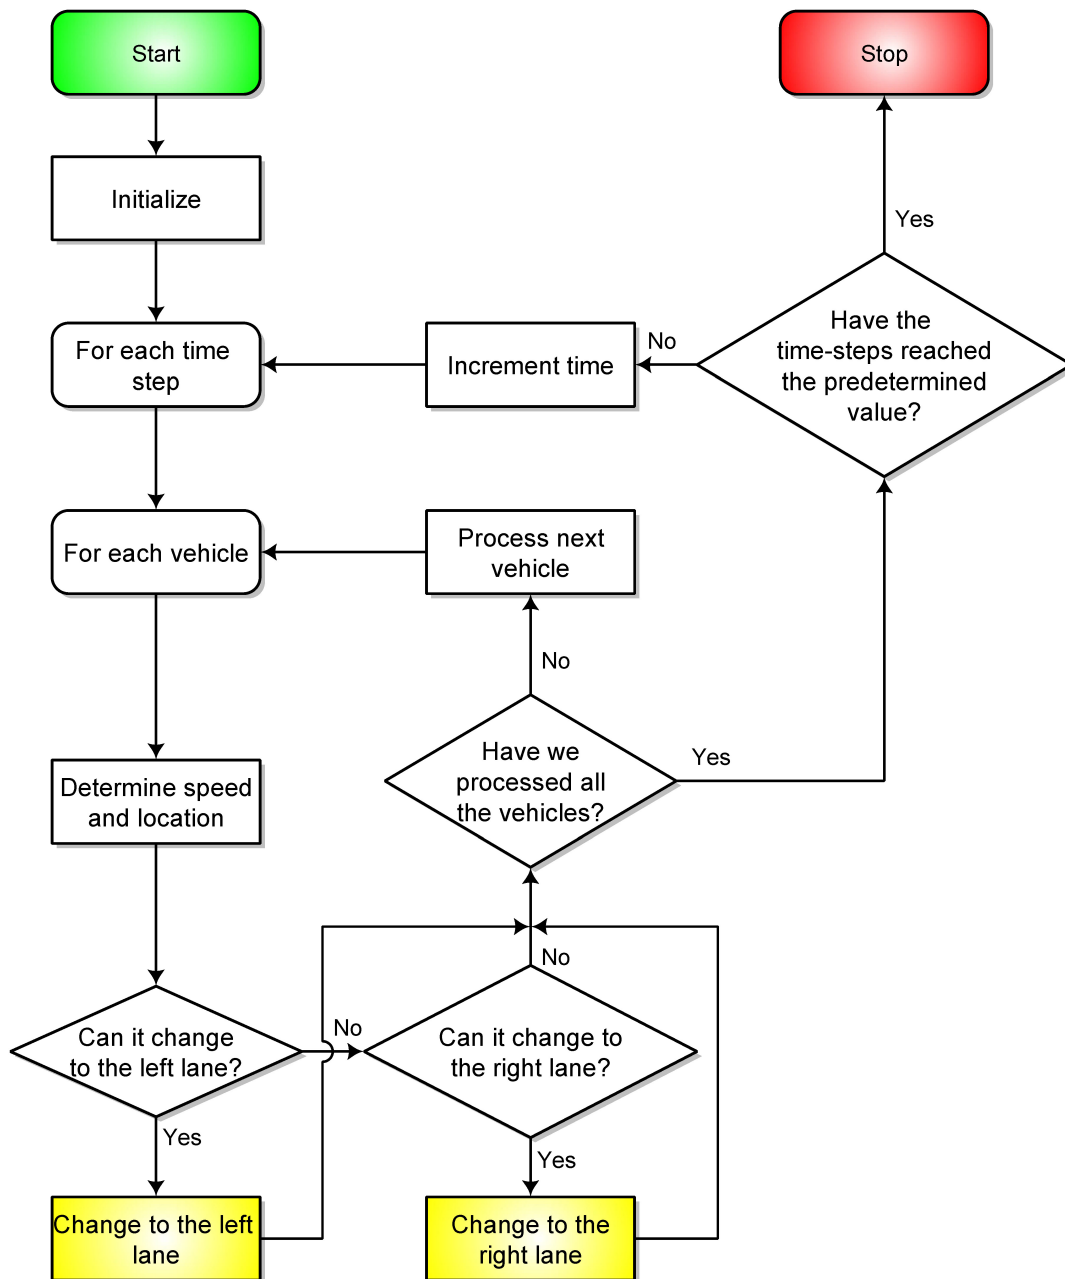 Start
Stop
Initialize
Yes
For each time
step
Increment time
No
Have the
time-steps reached
the predetermined
value?
For each vehicle
Process next
vehicle
No
Have we
processed all
the vehicles?
Yes
Determine speed
and location
No
Can it change
to the left lane?
No
Can it change to
the right lane?
Yes
Yes
Change to the left
lane
Change to the
right lane